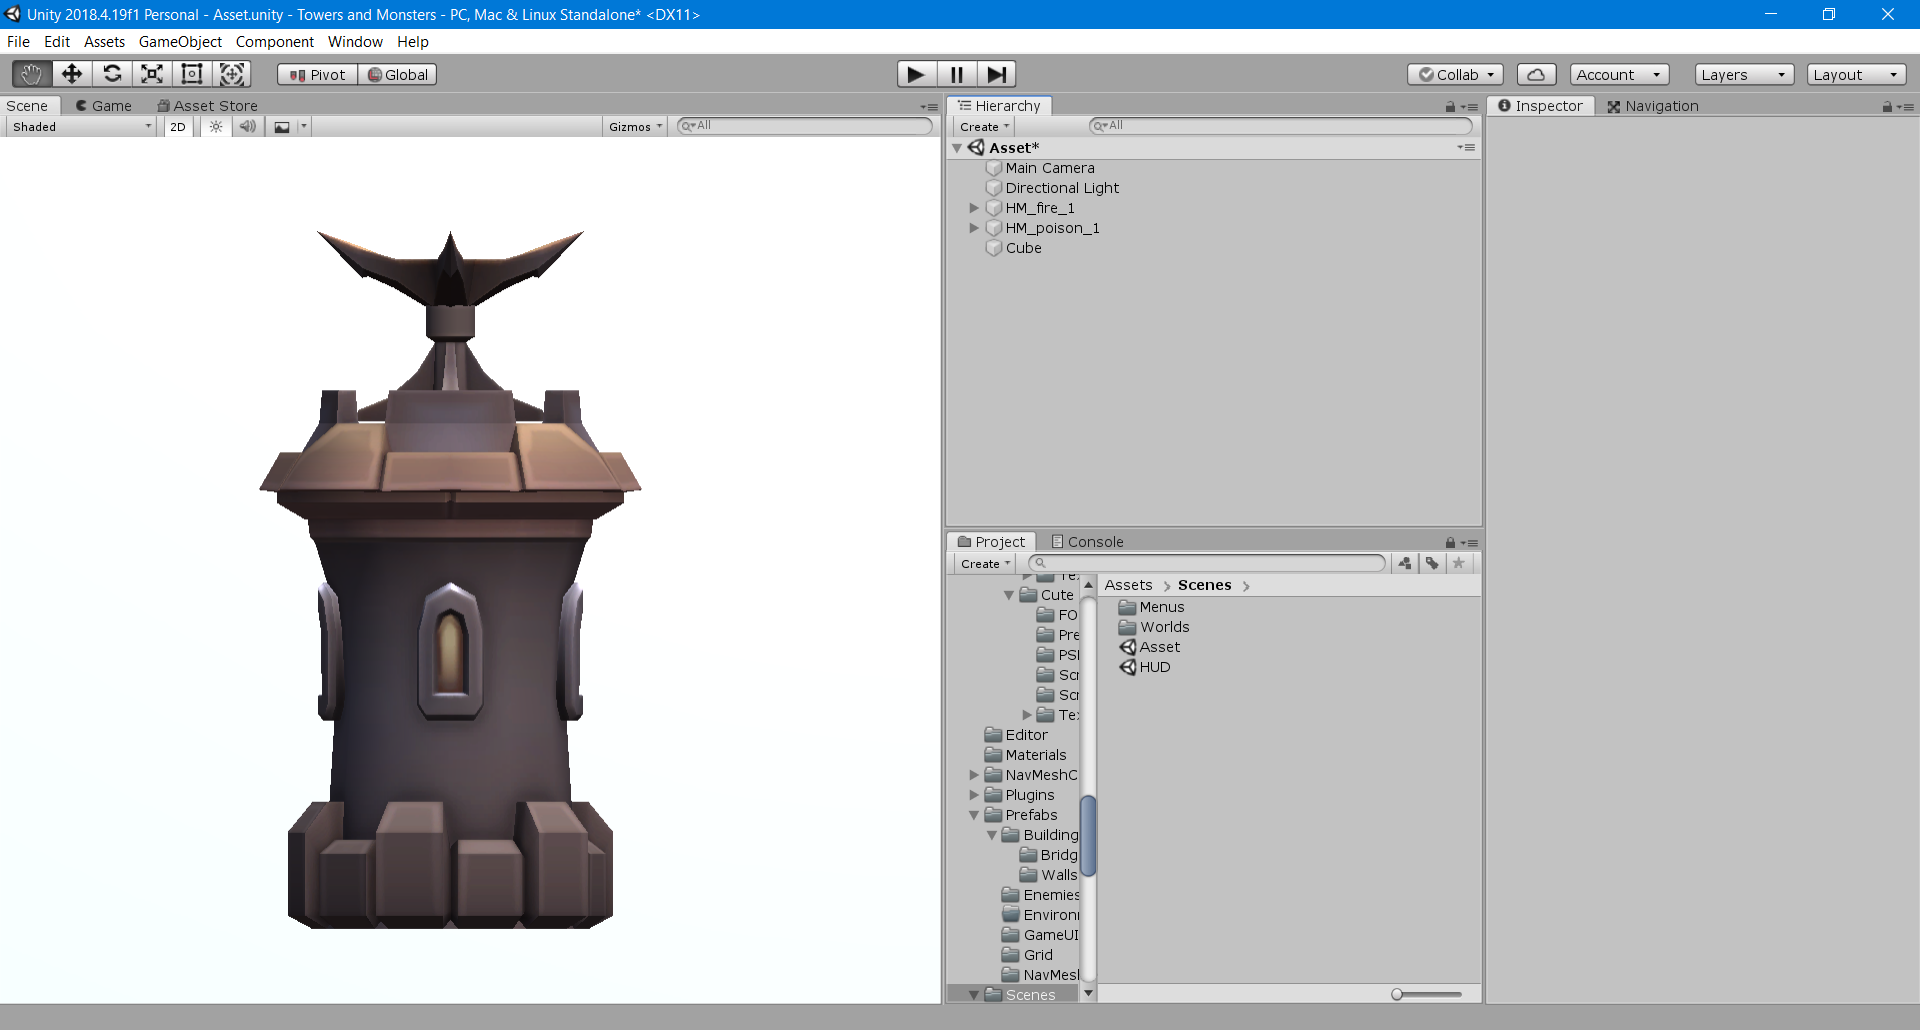 Unity 2018.4.19f1 Personal - Asset.unity - Towers and Monsters - PC, Mac & Linux Standalone* <DX11>
File Edit Assets GameObject Component Window Help
Pivot Global Collab Account Layers Layout
Scene Game Asset Store
Shaded 2D Gizmos All
Hierarchy
Create All
Asset*
Main Camera
Directional Light
HM_fire_1
HM_poison_1
Cube
Inspector Navigation
Project Console
Create
Cute
FO
Pre
PSI
Scr
Scr
Tex
Editor
Materials
NavMeshC
Plugins
Prefabs
Building
Bridg
Walls
Enemies
Environ
GameUI
Grid
NavMesh
Scenes
Assets Scenes
Menus
Worlds
Asset
HUD